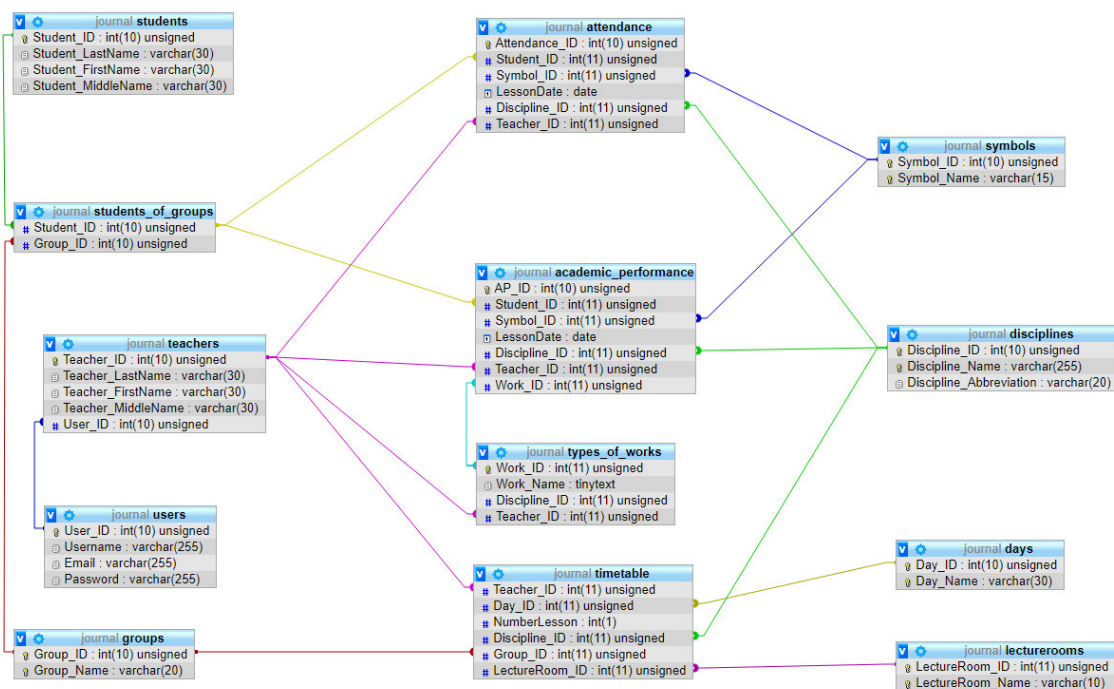 journal students
Student_ID : int(10) unsigned
Student_LastName : varchar(30)
Student_FirstName : varchar(30)
Student_MiddleName : varchar(30)
journal students_of_groups
Student_ID : int(10) unsigned
Group_ID : int(10) unsigned
journal teachers
Teacher_ID : int(10) unsigned
Teacher_LastName : varchar(30)
Teacher_FirstName : varchar(30)
Teacher_MiddleName : varchar(30)
User_ID : int(10) unsigned
journal users
User_ID : int(10) unsigned
Username : varchar(255)
Email : varchar(255)
Password : varchar(255)
journal groups
Group_ID : int(10) unsigned
Group_Name : varchar(20)
journal attendance
Attendance_ID : int(10) unsigned
Student_ID : int(11) unsigned
Symbol_ID : int(11) unsigned
LessonDate : date
Discipline_ID : int(11) unsigned
Teacher_ID : int(11) unsigned
journal academic_performance
AP_ID : int(10) unsigned
Student_ID : int(11) unsigned
Symbol_ID : int(11) unsigned
LessonDate : date
Discipline_ID : int(11) unsigned
Teacher_ID : int(11) unsigned
Work_ID : int(11) unsigned
journal types_of_works
Work_ID : int(11) unsigned
Work_Name : tinytext
Discipline_ID : int(11) unsigned
Teacher_ID : int(11) unsigned
journal timetable
Teacher_ID : int(11) unsigned
Day_ID : int(11) unsigned
NumberLesson : int(1)
Discipline_ID : int(11) unsigned
Group_ID : int(11) unsigned
LectureRoom_ID : int(11) unsigned
journal symbols
Symbol_ID : int(10) unsigned
Symbol_Name : varchar(15)
journal disciplines
Discipline_ID : int(10) unsigned
Discipline_Name : varchar(255)
Discipline_Abbreviation : varchar(20)
journal days
Day_ID : int(10) unsigned
Day_Name : varchar(30)
journal lecturerooms
LectureRoom_ID : int(11) unsigned
LectureRoom_Name : varchar(10)